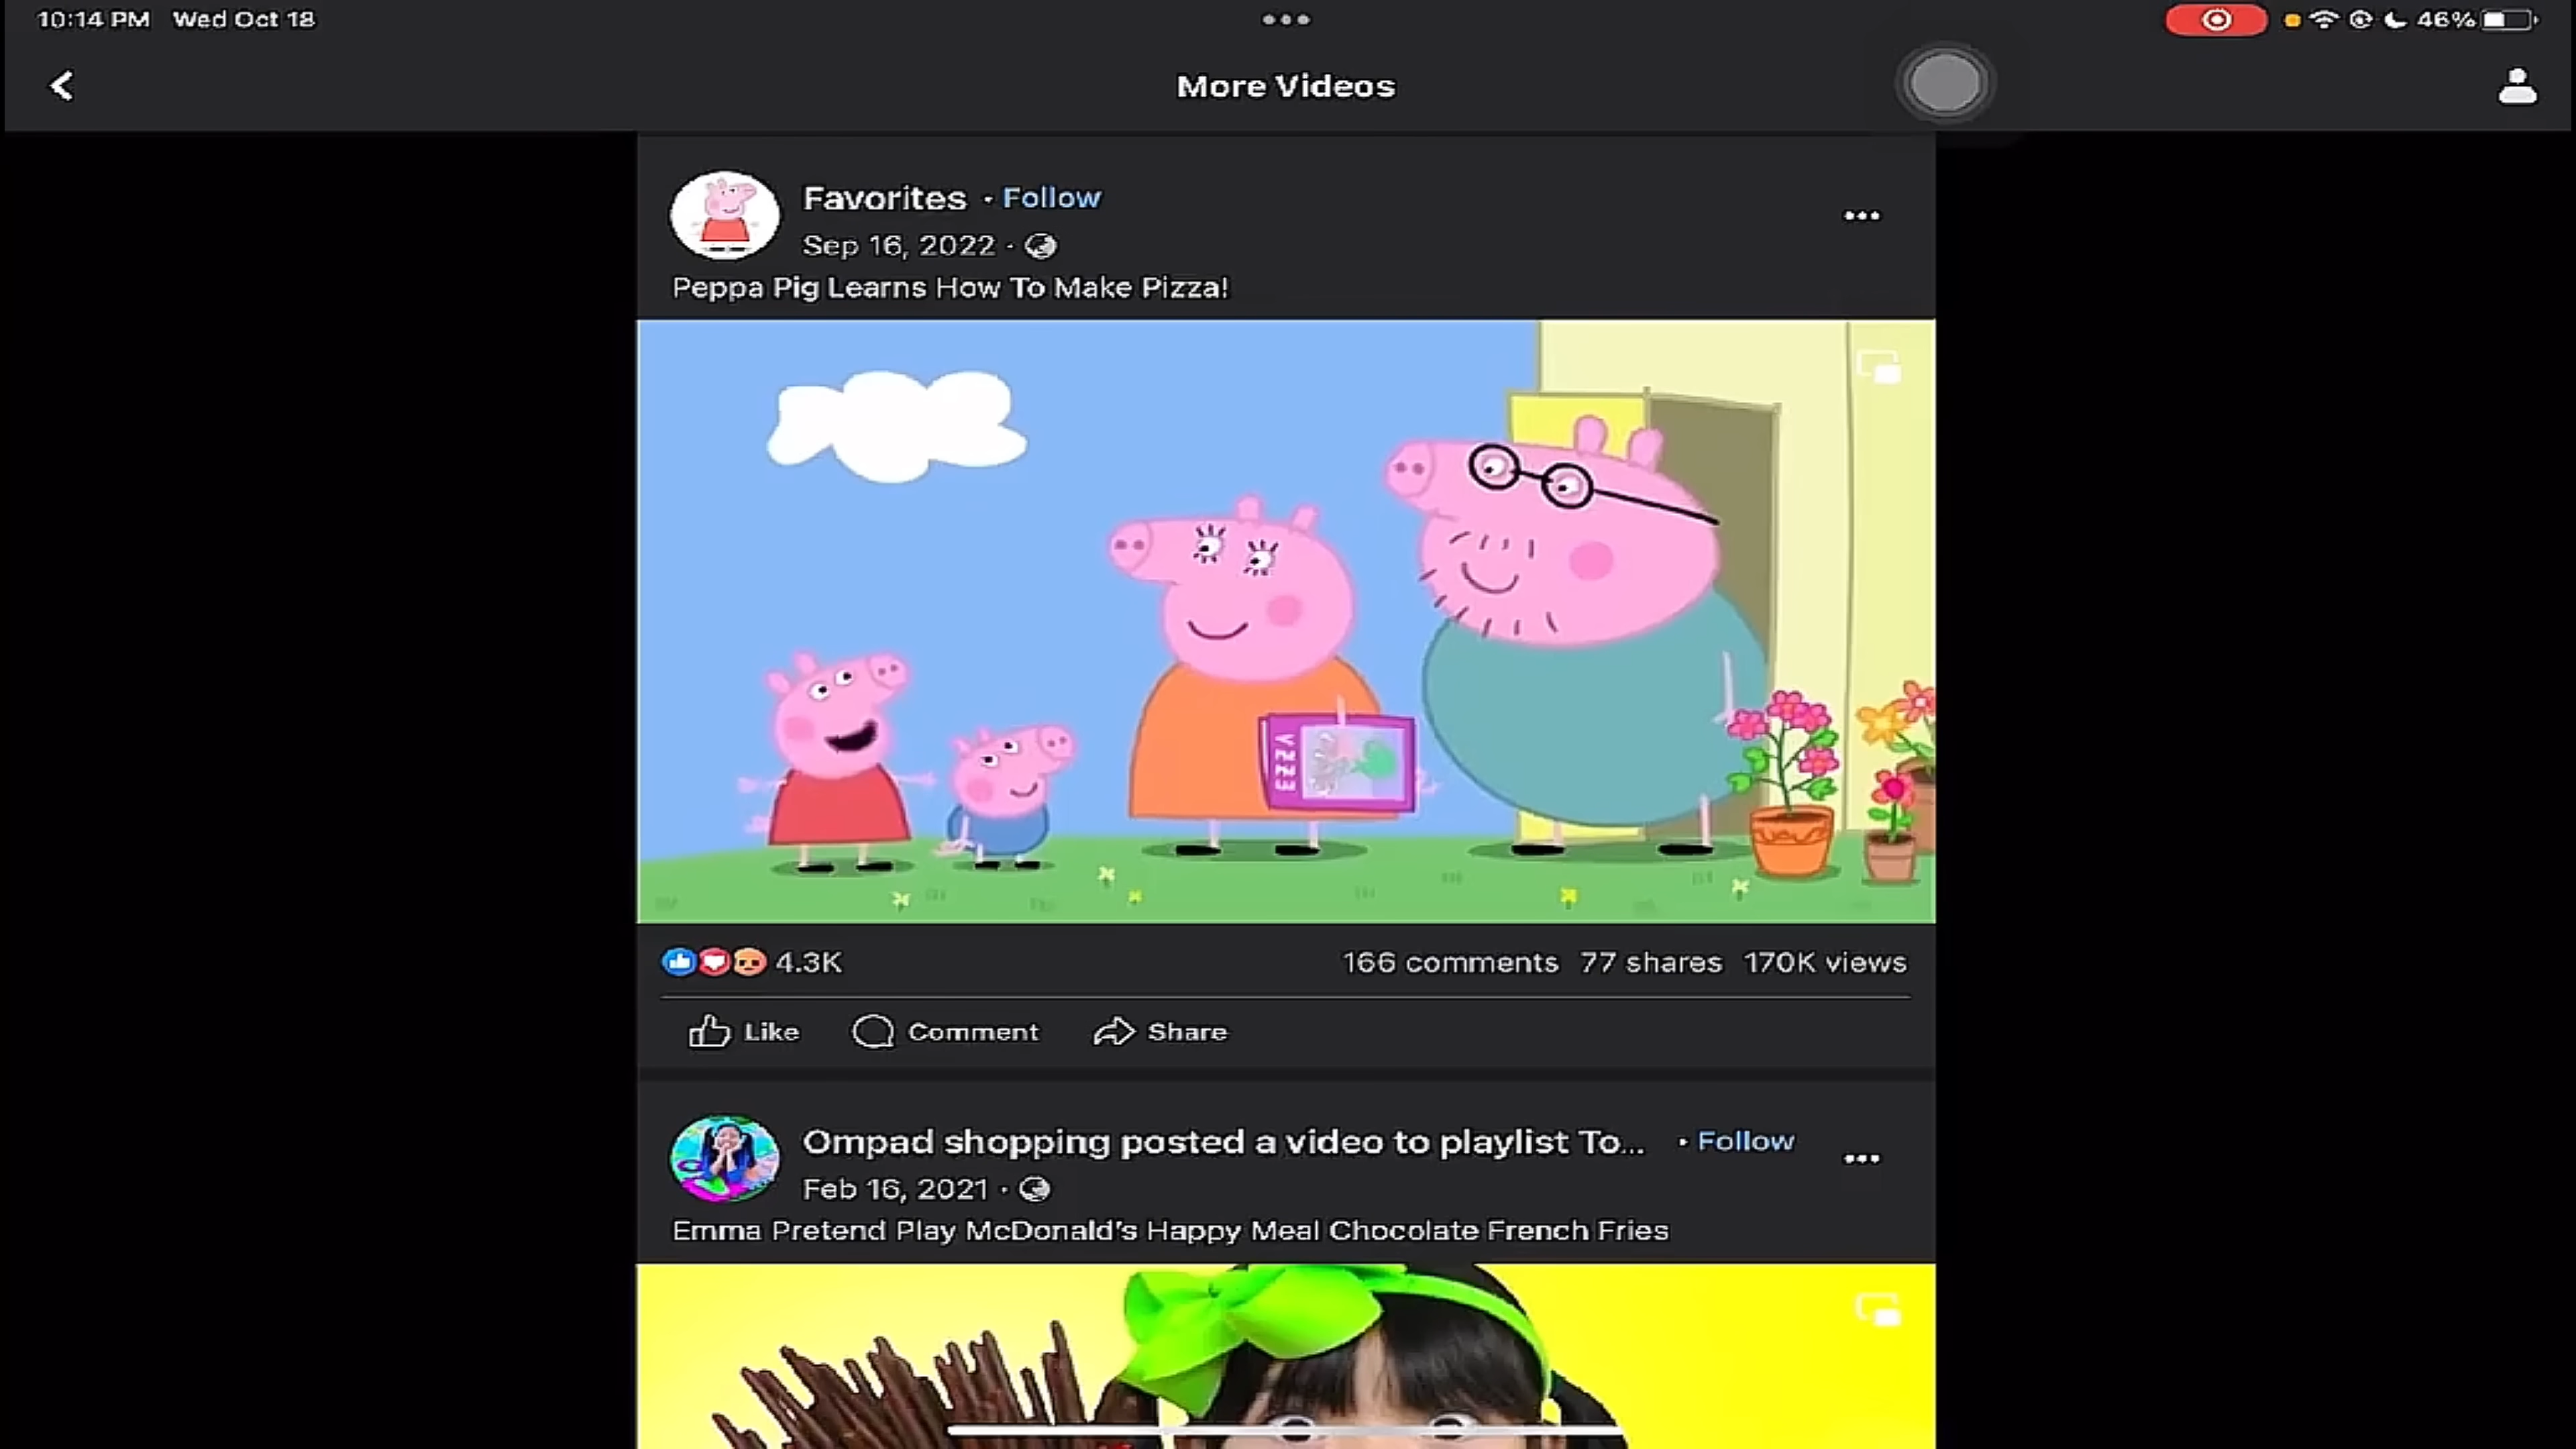 10:14 PM Wed Oct 18
46%
More Videos
Favorites · Follow
Sep 16, 2022 ·
Peppa Pig Learns How To Make Pizza!
4.3K
166 comments 77 shares 170K views
Like Comment Share
Ompad shopping posted a video to playlist To... · Follow
Feb 16, 2021 ·
Emma Pretend Play McDonald's Happy Meal Chocolate French Fries